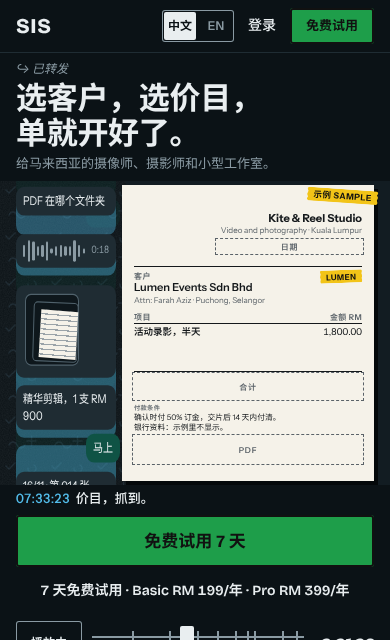 SIS
中文 EN 登录 免费试用
↪ 已转发
选客户，选价目，
单就开好了。
给马来西亚的摄像师、摄影师和小型工作室。
PDF 在哪个文件夹
0:18
精华剪辑，1 支 RM
900
马上
示例 SAMPLE
Kite & Reel Studio
Video and photography · Kuala Lumpur
日期
客户
LUMEN
Lumen Events Sdn Bhd
Attn: Farah Aziz · Puchong, Selangor
项目 金额 RM
活动录影，半天 1,800.00
合计
付款条件
确认时付 50% 订金，交片后 14 天内付清。
银行资料：示例里不显示。
PDF
07:33:23 价目，抓到。
免费试用 7 天
7 天免费试用 · Basic RM 199/年 · Pro RM 399/年